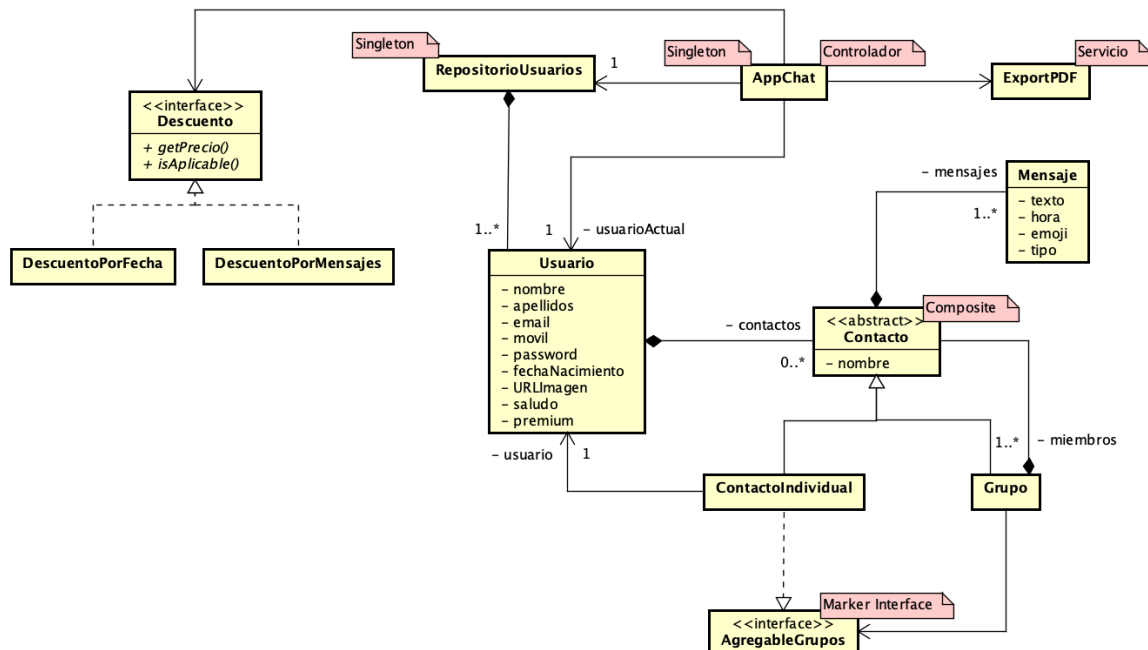 Singleton
RepositorioUsuarios
1
Singleton
Controlador
AppChat
Servicio
ExportPDF
<<interface>>
Descuento
+ getPrecio()
+ isAplicable()
DescuentoPorFecha
DescuentoPorMensajes
1..*
1
- usuarioActual
Usuario
- nombre
- apellidos
- email
- movil
- password
- fechaNacimiento
- URLImagen
- saludo
- premium
- mensajes
1..*
Mensaje
- texto
- hora
- emoji
- tipo
- contactos
0..*
Composite
<<abstract>>
Contacto
- nombre
- usuario
1
1..*
- miembros
ContactoIndividual
Grupo
Marker Interface
<<interface>>
AgregableGrupos